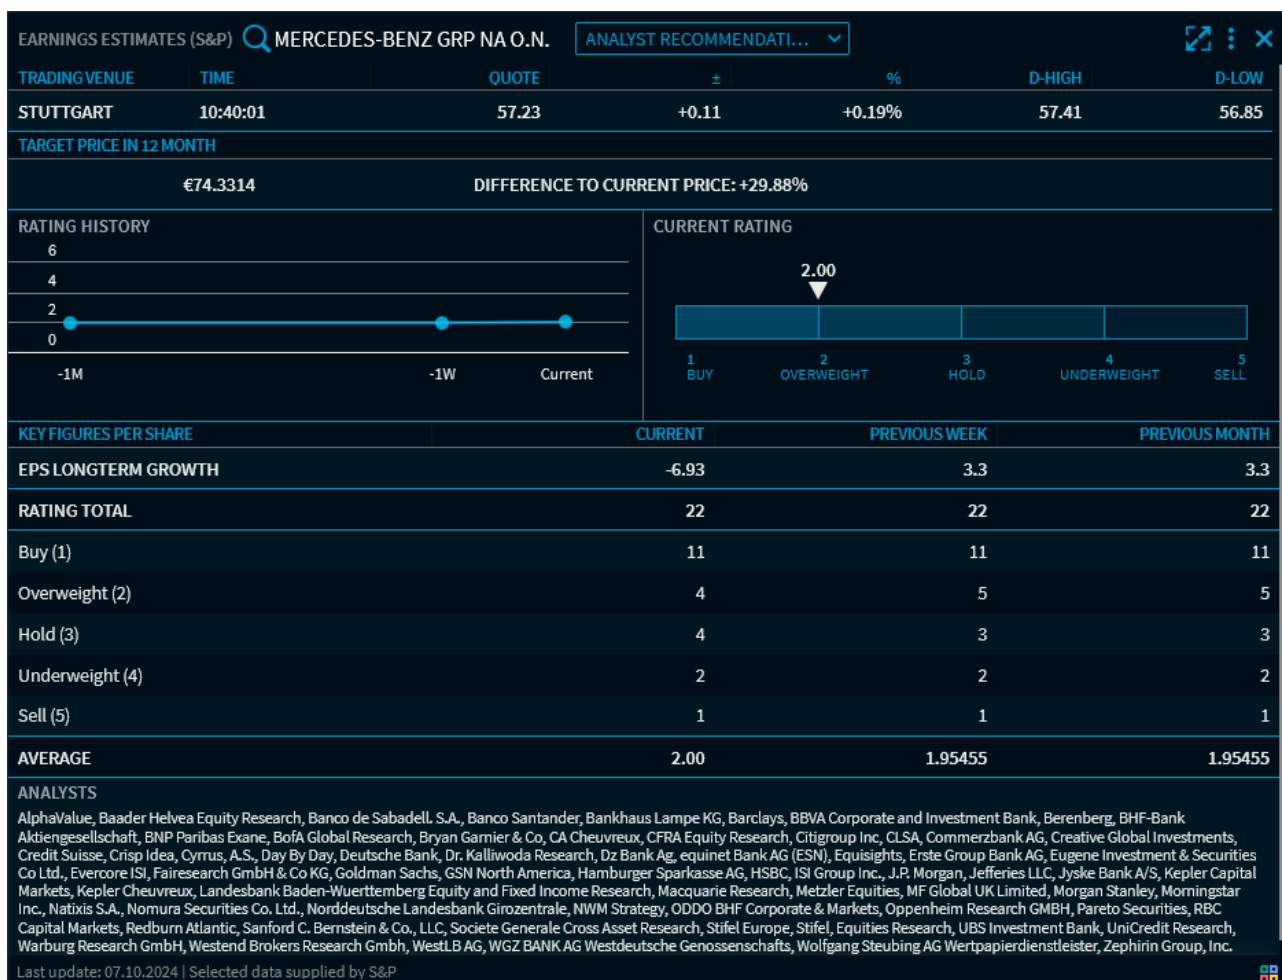 EARNINGS ESTIMATES (S&P) MERCEDES-BENZ GRP NA O.N. ANALYST RECOMMENDATI...
TRADING VENUE TIME QUOTE ± % D-HIGH D-LOW
STUTTGART 10:40:01 57.23 +0.11 +0.19% 57.41 56.85
TARGET PRICE IN 12 MONTH
€74.3314 DIFFERENCE TO CURRENT PRICE: +29.88%
RATING HISTORY
6
4
2
0
-1M -1W Current
CURRENT RATING
2.00
1 2 3 4 5
BUY OVERWEIGHT HOLD UNDERWEIGHT SELL
KEY FIGURES PER SHARE CURRENT PREVIOUS WEEK PREVIOUS MONTH
EPS LONGTERM GROWTH -6.93 3.3 3.3
RATING TOTAL 22 22 22
Buy (1) 11 11 11
Overweight (2) 4 5 5
Hold (3) 4 3 3
Underweight (4) 2 2 2
Sell (5) 1 1 1
AVERAGE 2.00 1.95455 1.95455
ANALYSTS
AlphaValue, Baader Helvea Equity Research, Banco de Sabadell. S.A., Banco Santander, Bankhaus Lampe KG, Barclays, BBVA Corporate and Investment Bank, Berenberg, BHF-Bank
Aktiengesellschaft, BNP Paribas Exane, BofA Global Research, Bryan Garnier & Co, CA Cheuvreux, CFRA Equity Research, Citigroup Inc, CLSA, Commerzbank AG, Creative Global Investments,
Credit Suisse, Crisp Idea, Cyrrus, A.S., Day By Day, Deutsche Bank, Dr. Kalliwoda Research, Dz Bank Ag, equinet Bank AG (ESN), Equisights, Erste Group Bank AG, Eugene Investment & Securities
Co Ltd., Evercore ISI, Fairesearch GmbH & Co KG, Goldman Sachs, GSN North America, Hamburger Sparkasse AG, HSBC, ISI Group Inc., J.P. Morgan, Jefferies LLC, Jyske Bank A/S, Kepler Capital
Markets, Kepler Cheuvreux, Landesbank Baden-Wuerttemberg Equity and Fixed Income Research, Macquarie Research, Metzler Equities, MF Global UK Limited, Morgan Stanley, Morningstar
Inc., Natixis S.A., Nomura Securities Co. Ltd., Norddeutsche Landesbank Girozentrale, NWM Strategy, ODDO BHF Corporate & Markets, Oppenheim Research GMBH, Pareto Securities, RBC
Capital Markets, Redburn Atlantic, Sanford C. Bernstein & Co., LLC, Societe Generale Cross Asset Research, Stifel Europe, Stifel, Equities Research, UBS Investment Bank, UniCredit Research,
Warburg Research GmbH, Westend Brokers Research Gmbh, WestLB AG, WGZ BANK AG Westdeutsche Genossenschafts, Wolfgang Steubing AG Wertpapierdienstleister, Zephirin Group, Inc.
Last update: 07.10.2024 | Selected data supplied by S&P